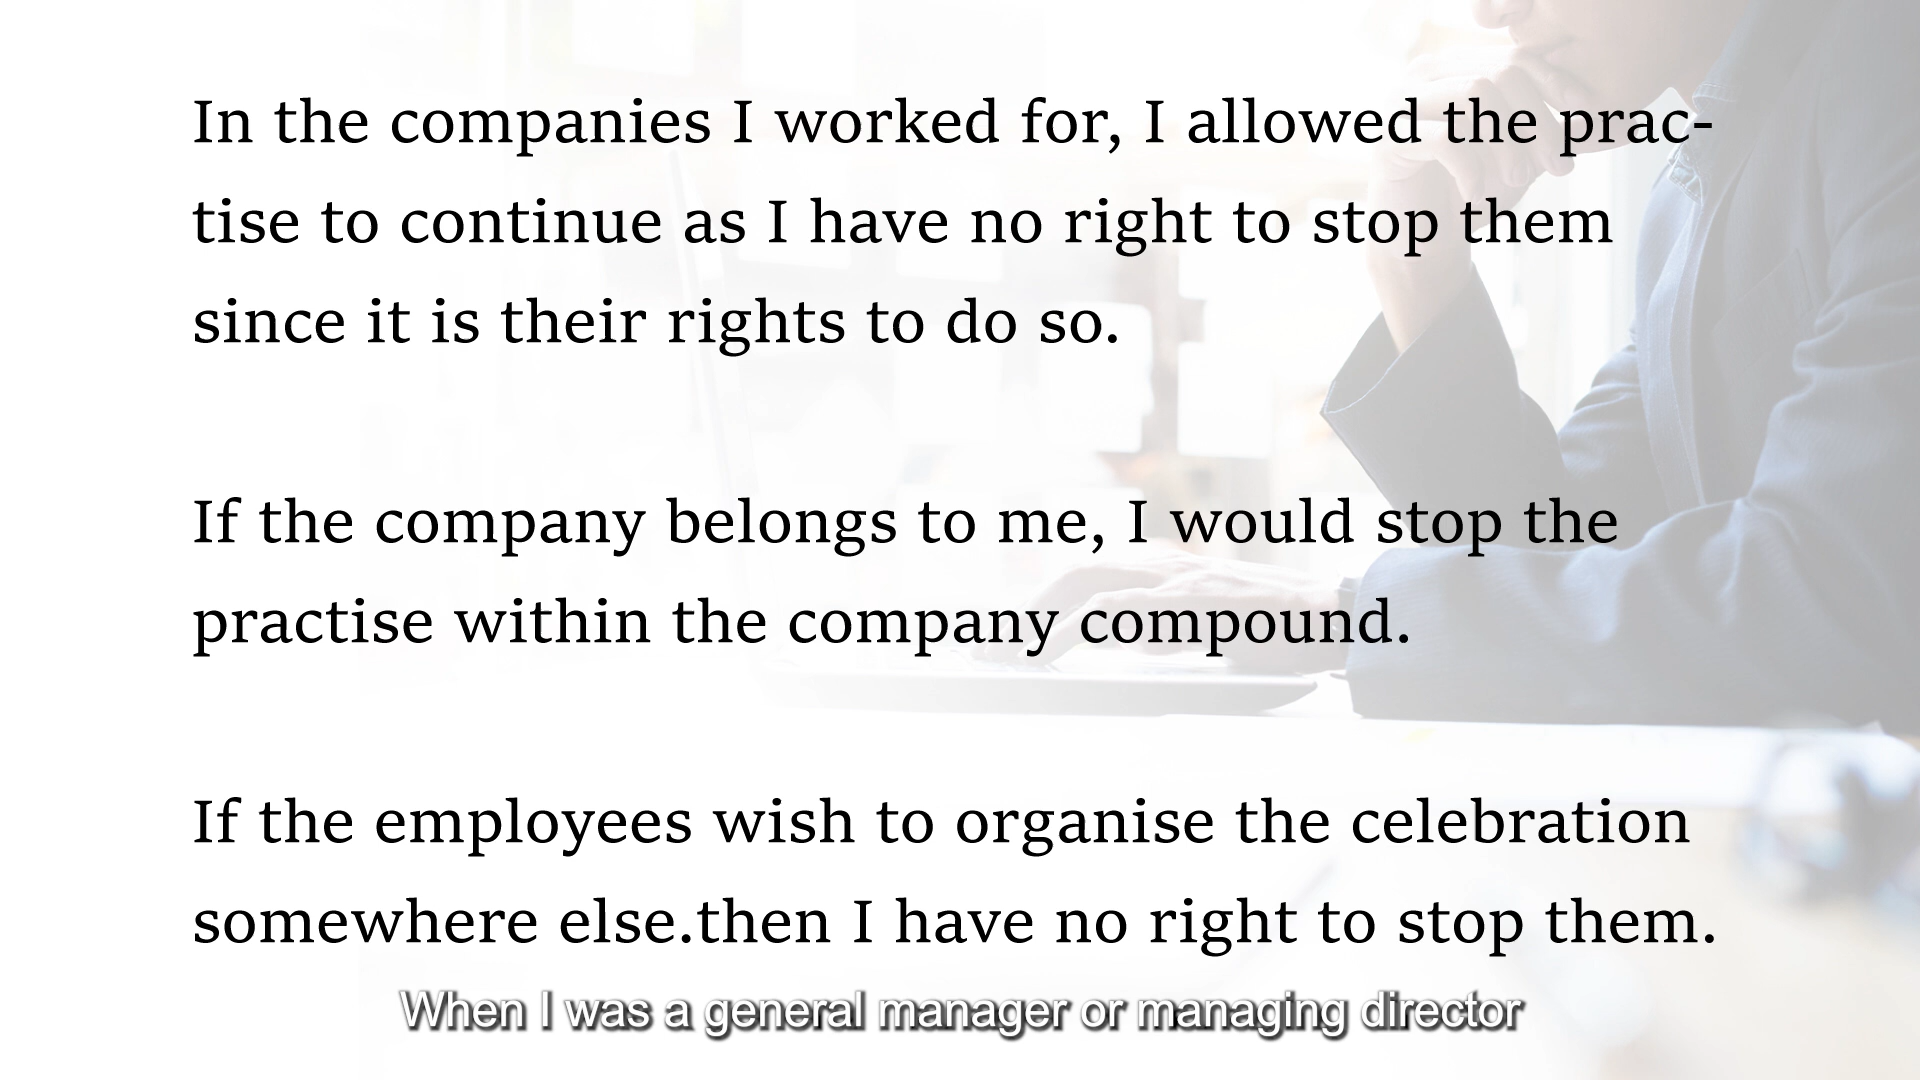 In the companies I worked for, I allowed the prac-
tise to continue as I have no right to stop them
since it is their rights to do so.
If the company belongs to me, I would stop the
practise within the company compound.
If the employees wish to organise the celebration
somewhere else.then I have no right to stop them.
When I was a general manager or managing director